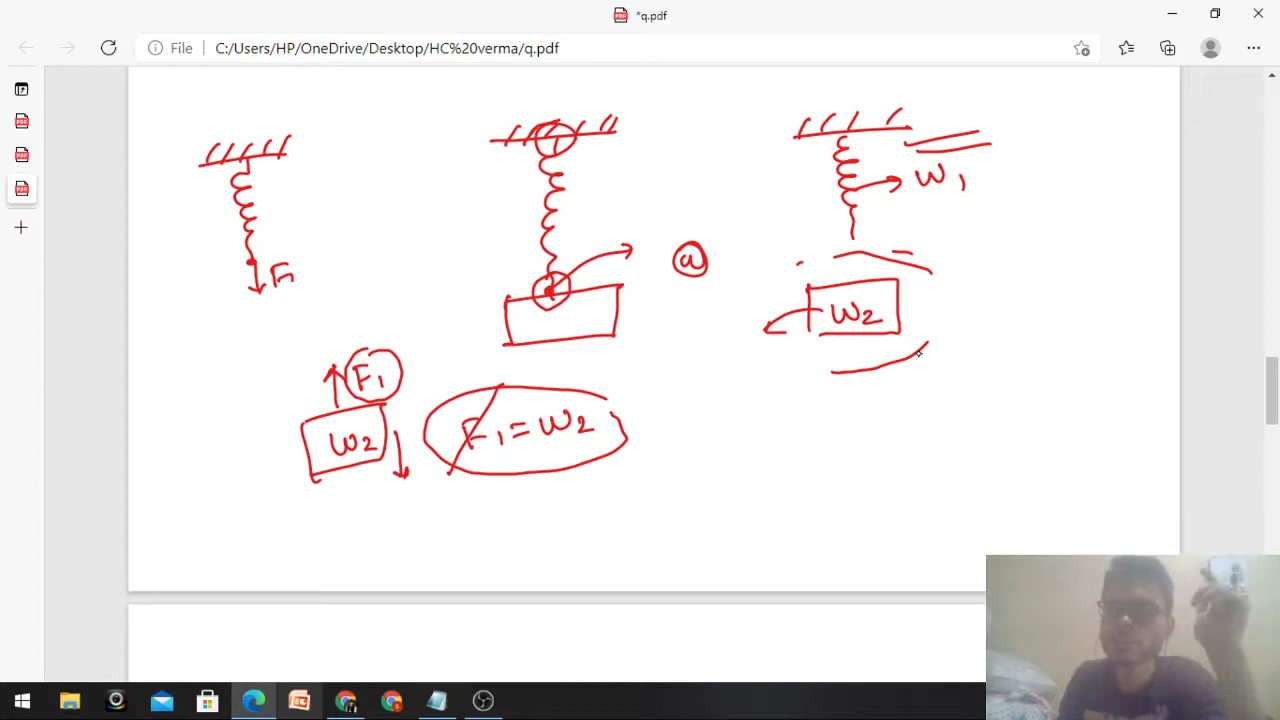 *q.pdf
File
C:/Users/HP/OneDrive/Desktop/HC%20verma/q.pdf
W1
F1
a
W2
F1
W2
F1 = W2